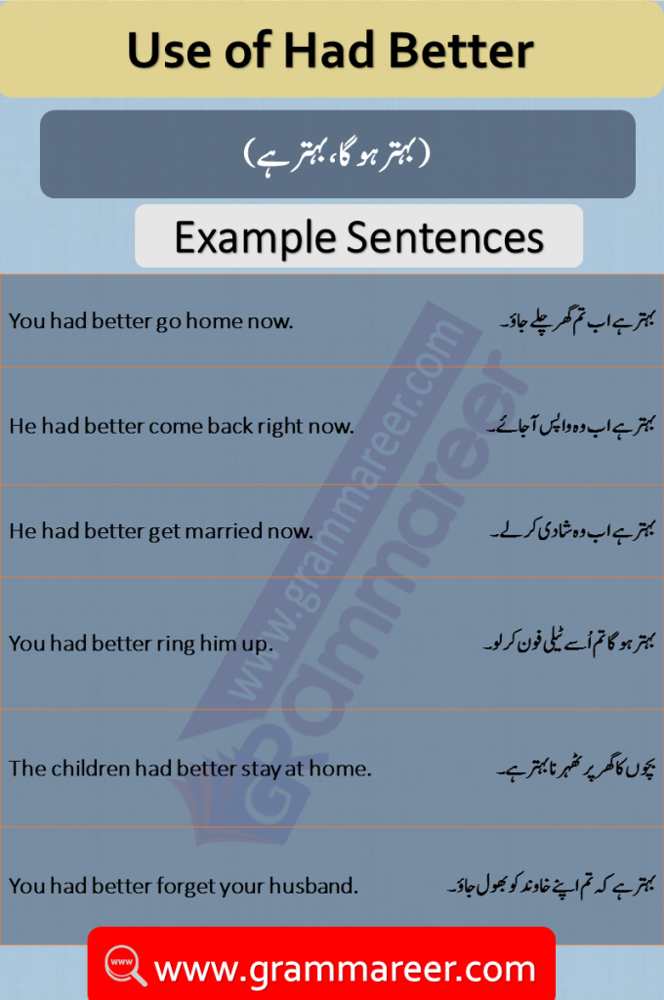 Use of Had Better
(بہتر ہو گا، بہتر ہے)
Example Sentences
You had better go home now.
بہتر ہے اب تم گھر چلے جاؤ۔
He had better come back right now.
بہتر ہے اب وہ واپس آ جائے۔
He had better get married now.
بہتر ہے اب وہ شادی کر لے۔
You had better ring him up.
بہتر ہو گا تم اُسے ٹیلی فون کر لو۔
The children had better stay at home.
بچوں کا گھر پر ٹھہرنا بہتر ہے۔
You had better forget your husband.
بہتر ہے کہ تم اپنے خاوند کو بھول جاؤ۔
www.grammareer.com
Grammareer
www
www.grammareer.com